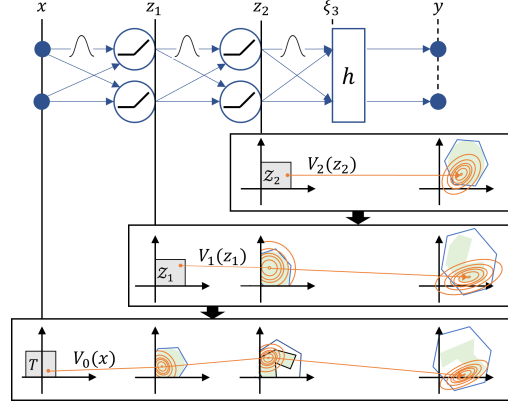 x z₁ z₂ ξ₃ y
h
𝒵₂ V₂(z₂)
𝒵₁ V₁(z₁)
T V₀(x)